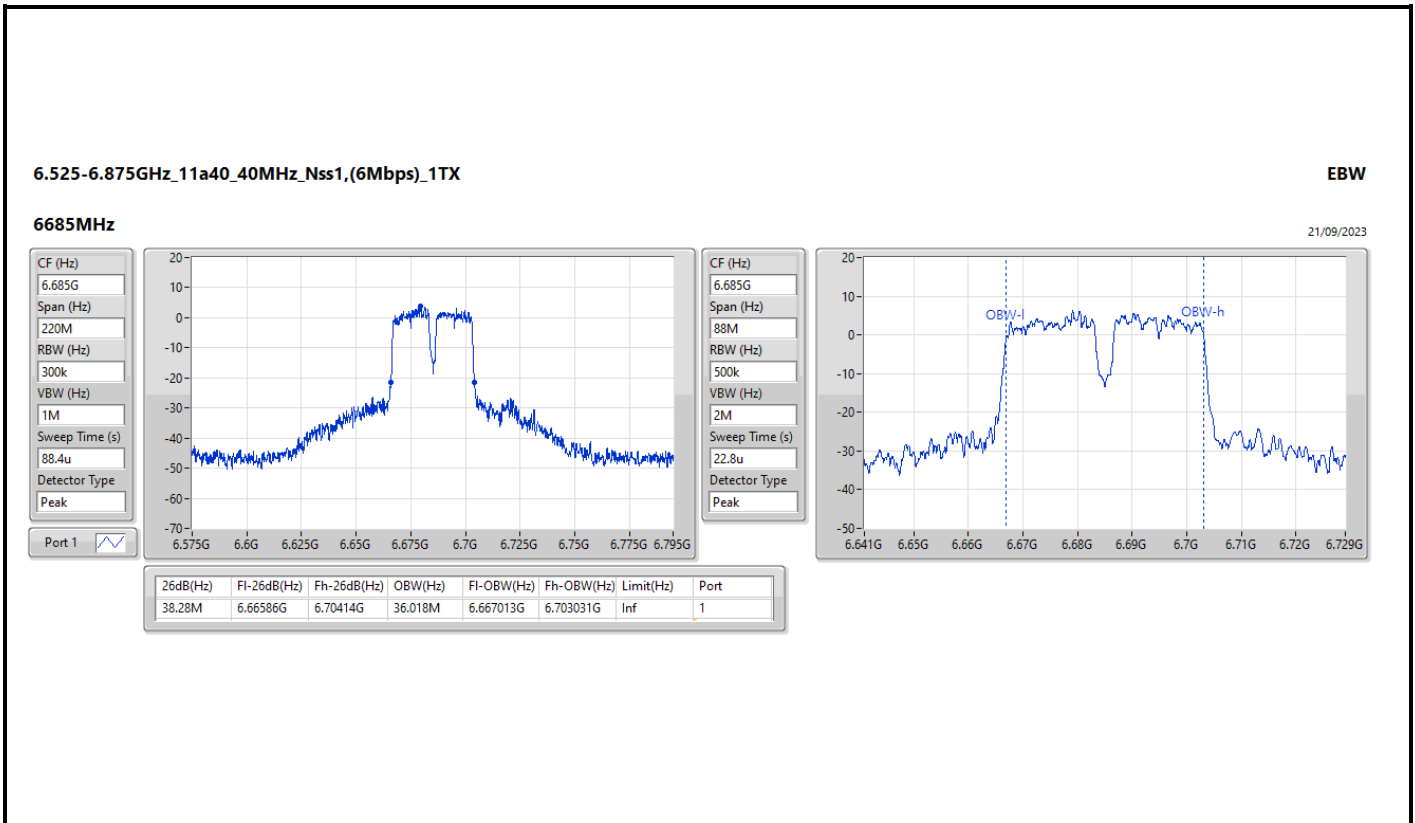 6.525-6.875GHz_11a40_40MHz_Nss1,(6Mbps)_1TX
EBW
6685MHz
21/09/2023
CF (Hz)
6.685G
Span (Hz)
220M
RBW (Hz)
300k
VBW (Hz)
1M
Sweep Time (s)
88.4u
Detector Type
Peak
Port 1
20
10
0
-10
-20
-30
-40
-50
-60
-70
6.575G 6.6G 6.625G 6.65G 6.675G 6.7G 6.725G 6.75G 6.775G 6.795G
CF (Hz)
6.685G
Span (Hz)
88M
RBW (Hz)
500k
VBW (Hz)
2M
Sweep Time (s)
22.8u
Detector Type
Peak
20
10
0
-10
-20
-30
-40
-50
OBW-l OBW-h
6.641G 6.65G 6.66G 6.67G 6.68G 6.69G 6.7G 6.71G 6.72G 6.729G
26dB(Hz) Fl-26dB(Hz) Fh-26dB(Hz) OBW(Hz) Fl-OBW(Hz) Fh-OBW(Hz) Limit(Hz) Port
38.28M 6.66586G 6.70414G 36.018M 6.667013G 6.703031G Inf 1